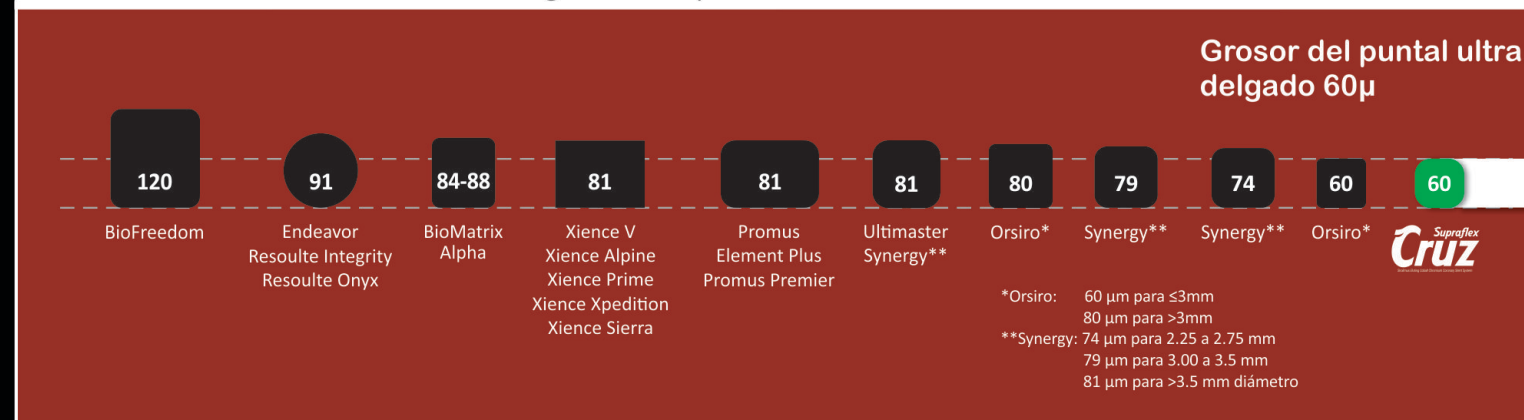 Grosor del puntal ultra
delgado 60µ
120
91
84-88
81
81
81
80
79
74
60
60
BioFreedom
Endeavor
Resoulte Integrity
Resoulte Onyx
BioMatrix
Alpha
Xience V
Xience Alpine
Xience Prime
Xience Xpedition
Xience Sierra
Promus
Element Plus
Promus Premier
Ultimaster
Synergy**
Orsiro*
Synergy**
Synergy**
Orsiro*
Supraflex
Cruz
*Orsiro: 60 µm para ≤3mm
80 µm para >3mm
**Synergy: 74 µm para 2.25 a 2.75 mm
79 µm para 3.00 a 3.5 mm
81 µm para >3.5 mm diámetro